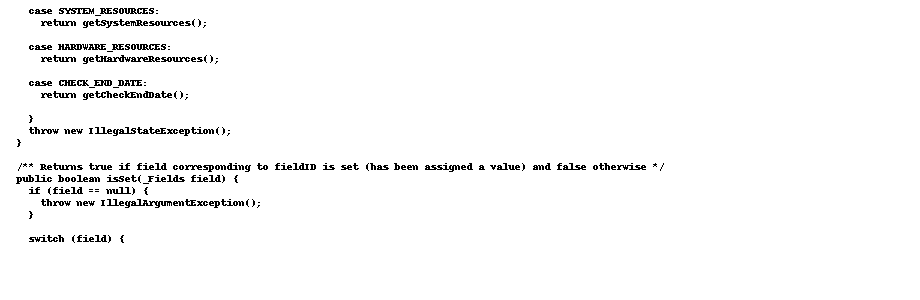 case SYSTEM_RESOURCES:
return getSystemResources();
case HARDWARE_RESOURCES:
return getHardwareResources();
case CHECK_END_DATE:
return getCheckEndDate();
}
throw new IllegalStateException();
}
/** Returns true if field corresponding to fieldID is set (has been assigned a value) and false otherwise */
public boolean isSet(_Fields field) {
if (field == null) {
throw new IllegalArgumentException();
}
switch (field) {